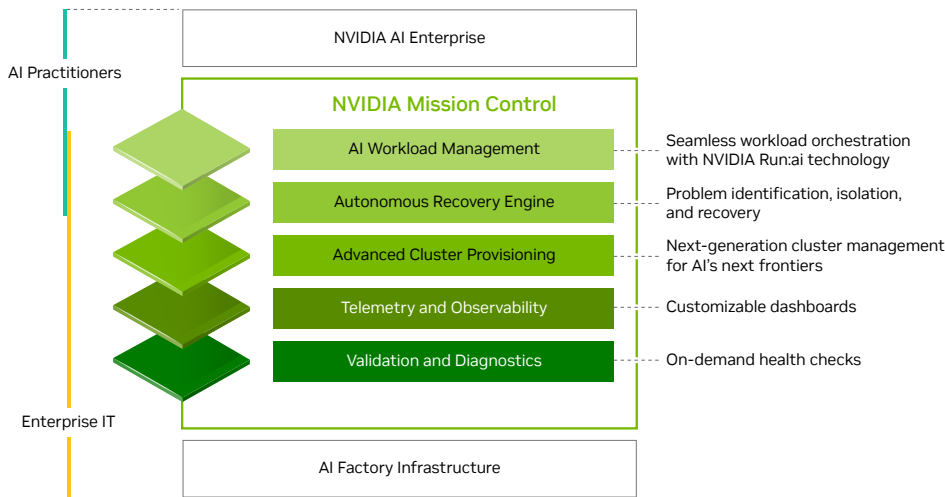 NVIDIA AI Enterprise
AI Practitioners
NVIDIA Mission Control
AI Workload Management
Seamless workload orchestration
with NVIDIA Run:ai technology
Autonomous Recovery Engine
Problem identification, isolation,
and recovery
Advanced Cluster Provisioning
Next-generation cluster management
for AI’s next frontiers
Telemetry and Observability
Customizable dashboards
Validation and Diagnostics
On-demand health checks
Enterprise IT
AI Factory Infrastructure